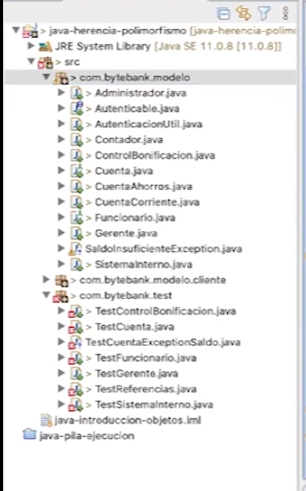 > java-herencia-polimorfismo [java-herencia-polimo
JRE System Library [Java SE 11.0.8 [11.0.8]]
> src
> com.bytebank.modelo
> Administrador.java
> Autenticable.java
> AutenticacionUtil.java
> Contador.java
> ControlBonificacion.java
> Cuenta.java
> CuentaAhorros.java
> CuentaCorriente.java
> Funcionario.java
> Gerente.java
SaldoInsuficienteException.java
> SistemaInterno.java
> com.bytebank.modelo.cliente
> com.bytebank.test
> TestControlBonificacion.java
> TestCuenta.java
TestCuentaExceptionSaldo.java
> TestFuncionario.java
> TestGerente.java
> TestReferencias.java
> TestSistemaInterno.java
java-introduccion-objetos.iml
java-pila-ejecucion